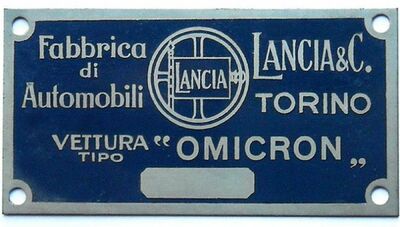 Fabbrica
di
Automobili
LANCIA
LANCIA & C.
TORINO
VETTURA
TIPO
“OMICRON„